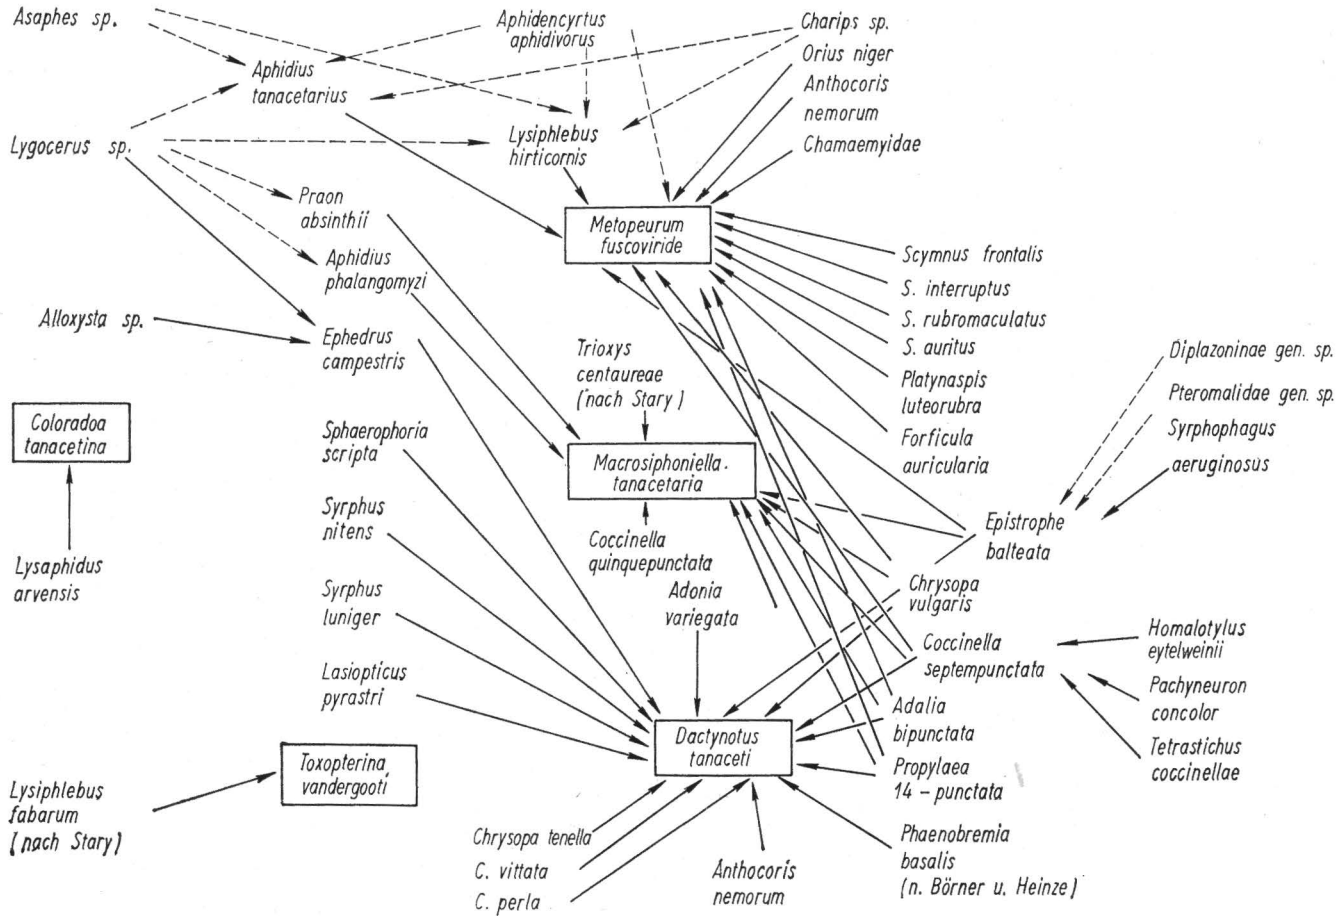 Asaphes sp.
Aphidencyrtus
aphidivorus
Charips sp.
Orius niger
Anthocoris
nemorum
Chamaemyidae
Aphidius
tanacetarius
Lygocerus sp.
Lysiphlebus
hirticornis
Praon
absinthii
Metopeurum
fuscoviride
Aphidius
phalangomyzi
Scymnus frontalis
S. interruptus
S. rubromaculatus
S. auritus
Platynaspis
luteorubra
Forficula
auricularia
Alloxysta sp.
Ephedrus
campestris
Trioxys
centaureae
(nach Stary)
Diplazoninae gen. sp.
Pteromalidae gen. sp.
Syrphophagus
aeruginosus
Coloradoa
tanacetina
Sphaerophoria
scripta
Macrosiphoniella
tanacetaria
Syrphus
nitens
Coccinella
quinquepunctata
Epistrophe
balteata
Lysaphidus
arvensis
Syrphus
luniger
Adonia
variegata
Chrysopa
vulgaris
Coccinella
septempunctata
Homalotylus
eytelweinii
Lasiopticus
pyrastri
Pachyneuron
concolor
Adalia
bipunctata
Tetrastichus
coccinellae
Toxopterina
vandergooti
Dactynotus
tanaceti
Propylaea
14-punctata
Lysiphlebus
fabarum
(nach Stary)
Chrysopa tenella
C. vittata
C. perla
Anthocoris
nemorum
Phaenobremia
basalis
(n. Börner u. Heinze)